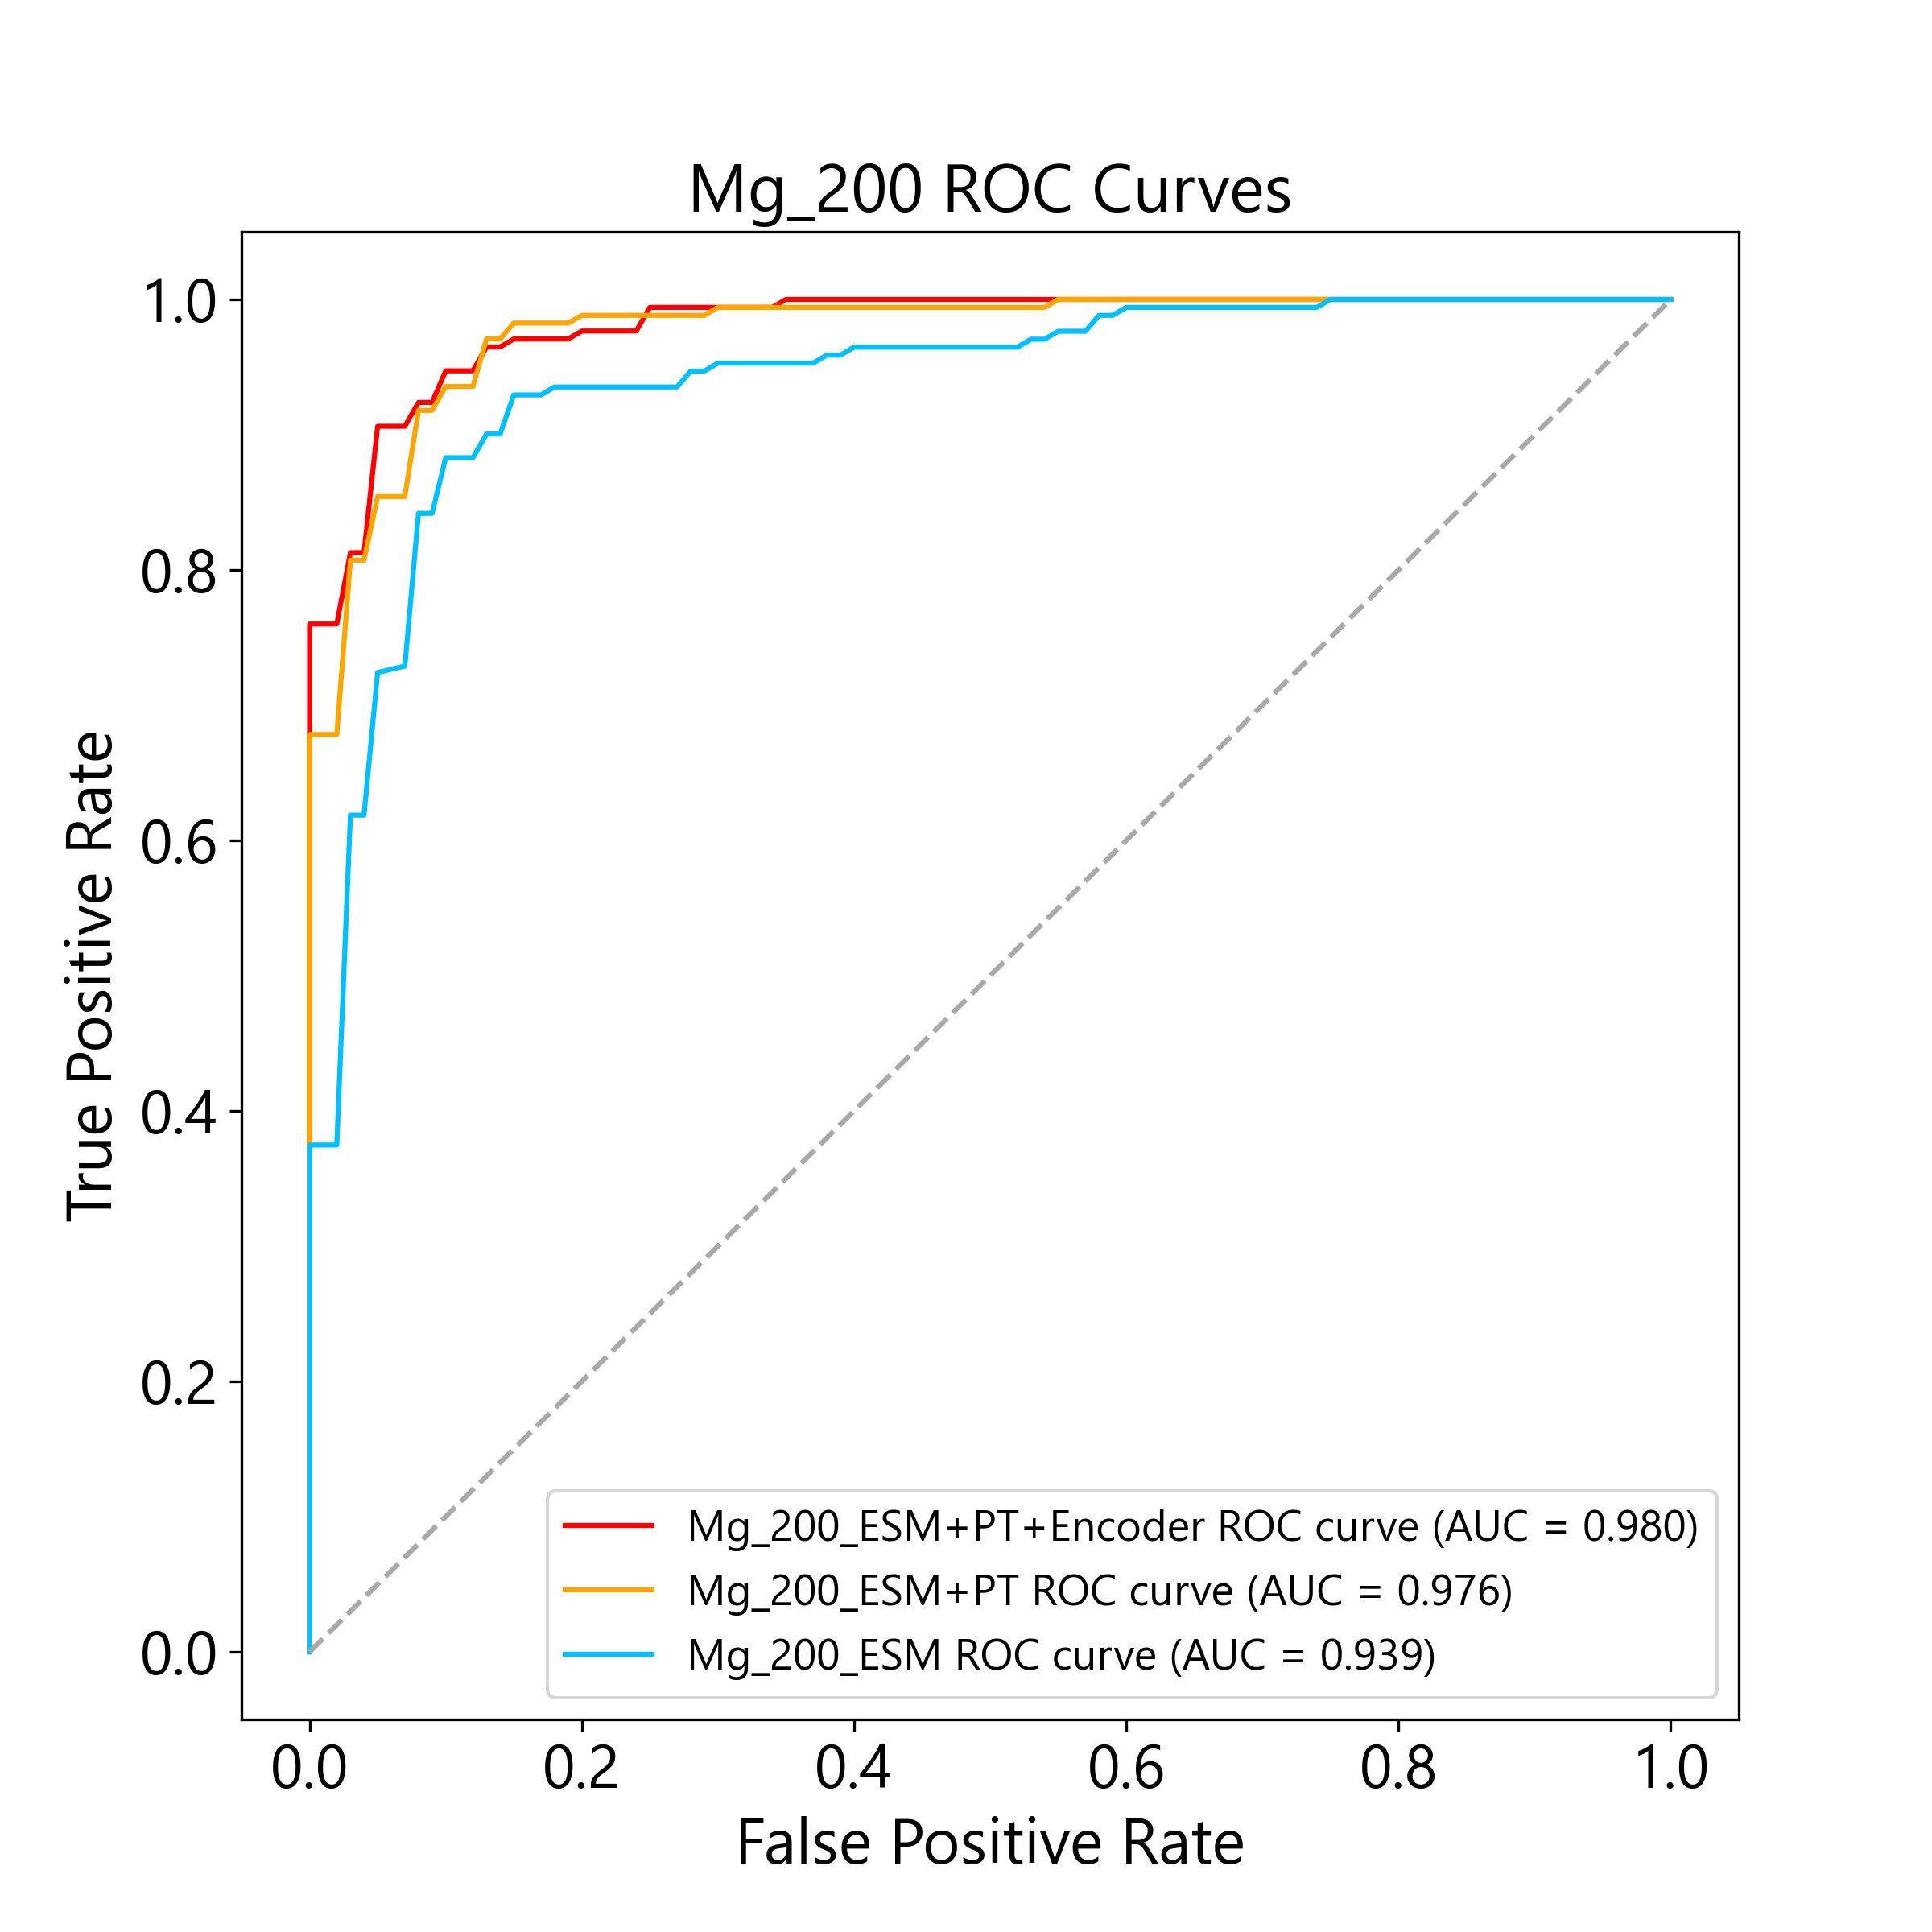 Mg_200 ROC Curves
True Positive Rate
1.0
0.8
0.6
0.4
0.2
0.0
Mg_200_ESM+PT+Encoder ROC curve (AUC = 0.980)
Mg_200_ESM+PT ROC curve (AUC = 0.976)
Mg_200_ESM ROC curve (AUC = 0.939)
0.0 0.2 0.4 0.6 0.8 1.0
False Positive Rate